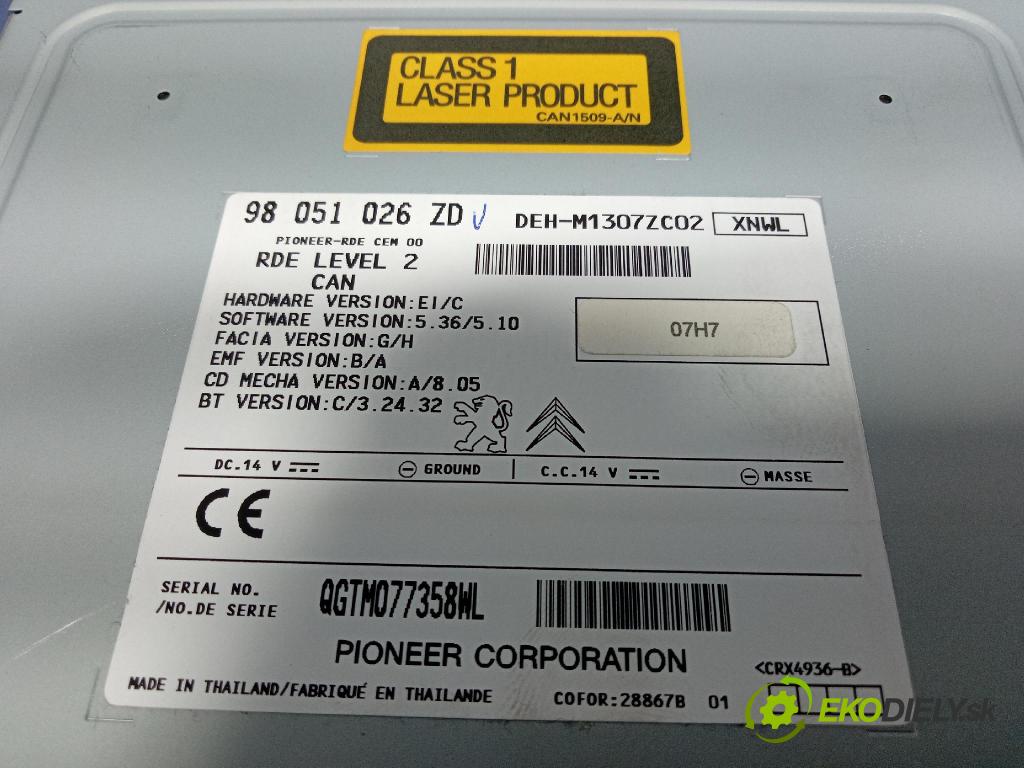 CLASS 1
LASER PRODUCT
CAN1509-A/N
98 051 026 ZD
DEH-M1307ZC02 XNWL
PIONEER-RDE CEM 00
RDE LEVEL 2
CAN
HARDWARE VERSION:EI/C
SOFTWARE VERSION:5.36/5.10
07H7
FACIA VERSION:G/H
EMF VERSION:B/A
CD MECHA VERSION:A/8.05
BT VERSION:C/3.24.32
DC.14 V GROUND C.C.14 V MASSE
CE
SERIAL NO.
/NO.DE SERIE
QGTM077358WL
PIONEER CORPORATION
<CRX4936-B>
MADE IN THAILAND/FABRIQUÉ EN THAILANDE COFOR:28867B 01
EKODIELY.sk